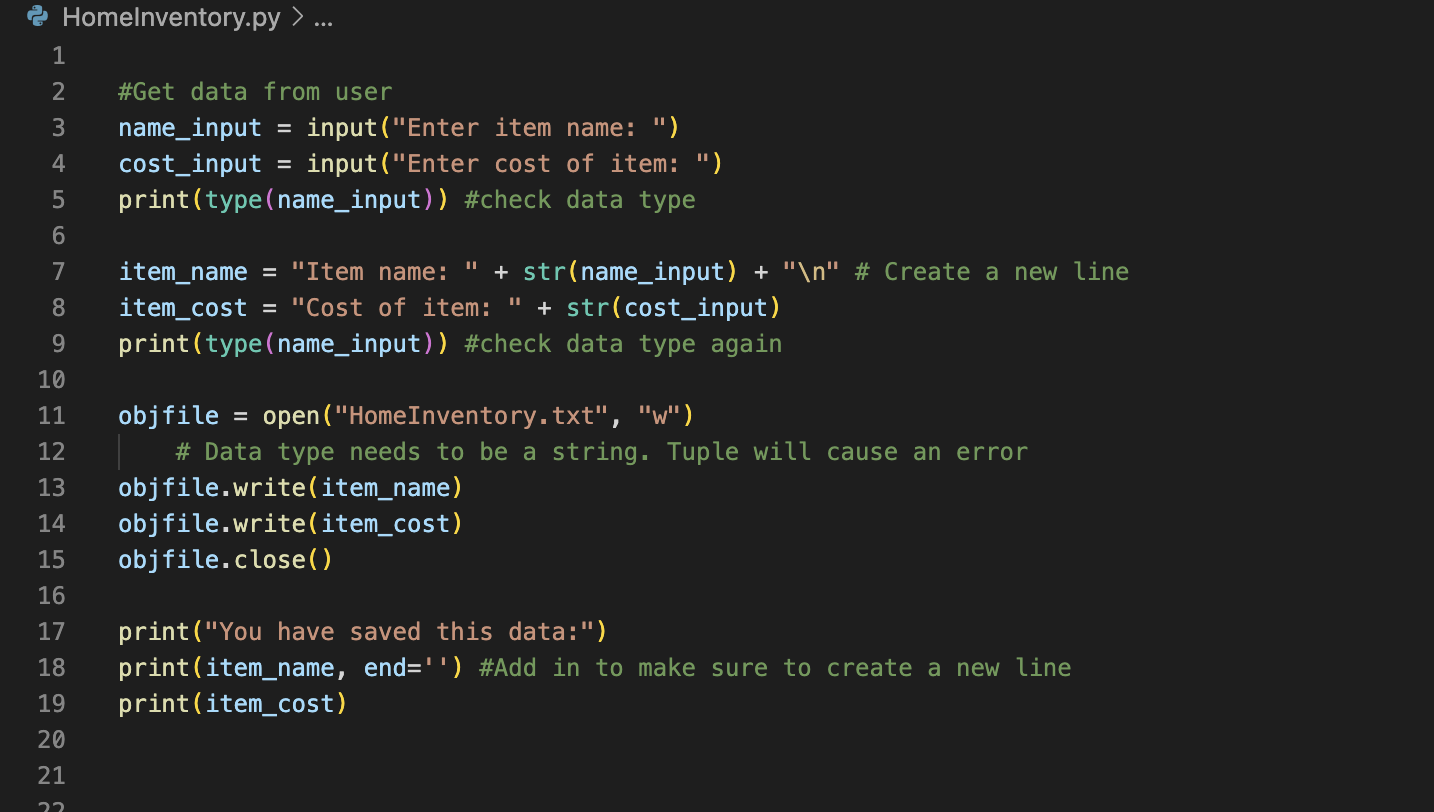 HomeInventory.py > ...
1
2 #Get data from user
3 name_input = input("Enter item name: ")
4 cost_input = input("Enter cost of item: ")
5 print(type(name_input)) #check data type
6
7 item_name = "Item name: " + str(name_input) + "\n" # Create a new line
8 item_cost = "Cost of item: " + str(cost_input)
9 print(type(name_input)) #check data type again
10
11 objfile = open("HomeInventory.txt", "w")
12     # Data type needs to be a string. Tuple will cause an error
13 objfile.write(item_name)
14 objfile.write(item_cost)
15 objfile.close()
16
17 print("You have saved this data:")
18 print(item_name, end='') #Add in to make sure to create a new line
19 print(item_cost)
20
21
22